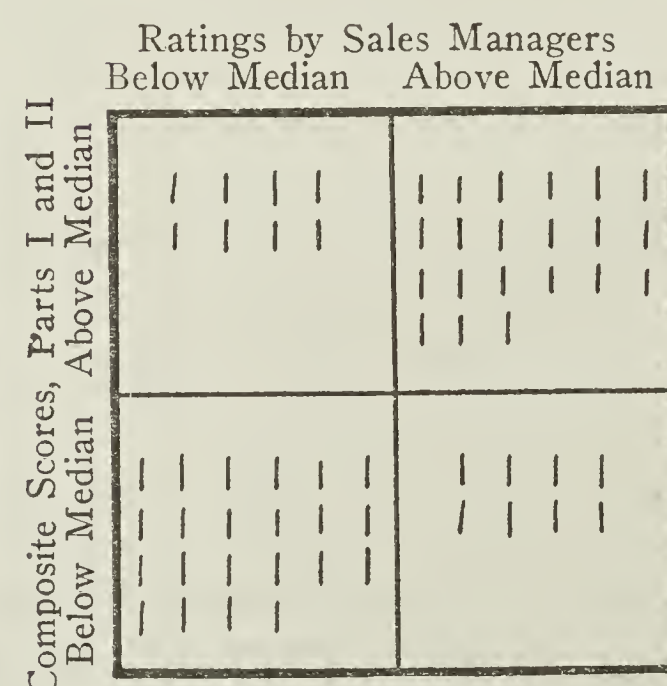 Ratings by Sales Managers
Below Median Above Median
Composite Scores, Parts I and II
Below Median Above Median